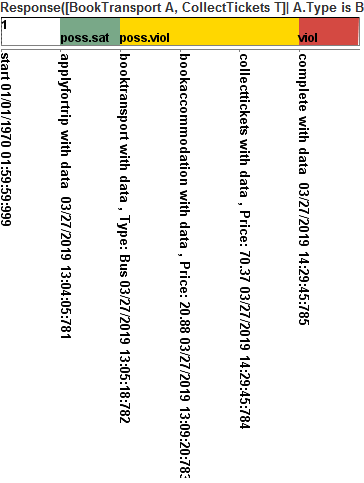 Response([BookTransport A, CollectTickets T]| A.Type is B
1
poss.sat
poss.viol
viol
start 01/01/1970 01:59:59:999
applyfortrip with data 03/27/2019 13:04:05:781
booktransport with data , Type: Bus 03/27/2019 13:05:18:782
bookaccommodation with data , Price: 20.88 03/27/2019 13:09:20:783
collecttickets with data , Price: 70.37 03/27/2019 14:29:45:784
complete with data 03/27/2019 14:29:45:785